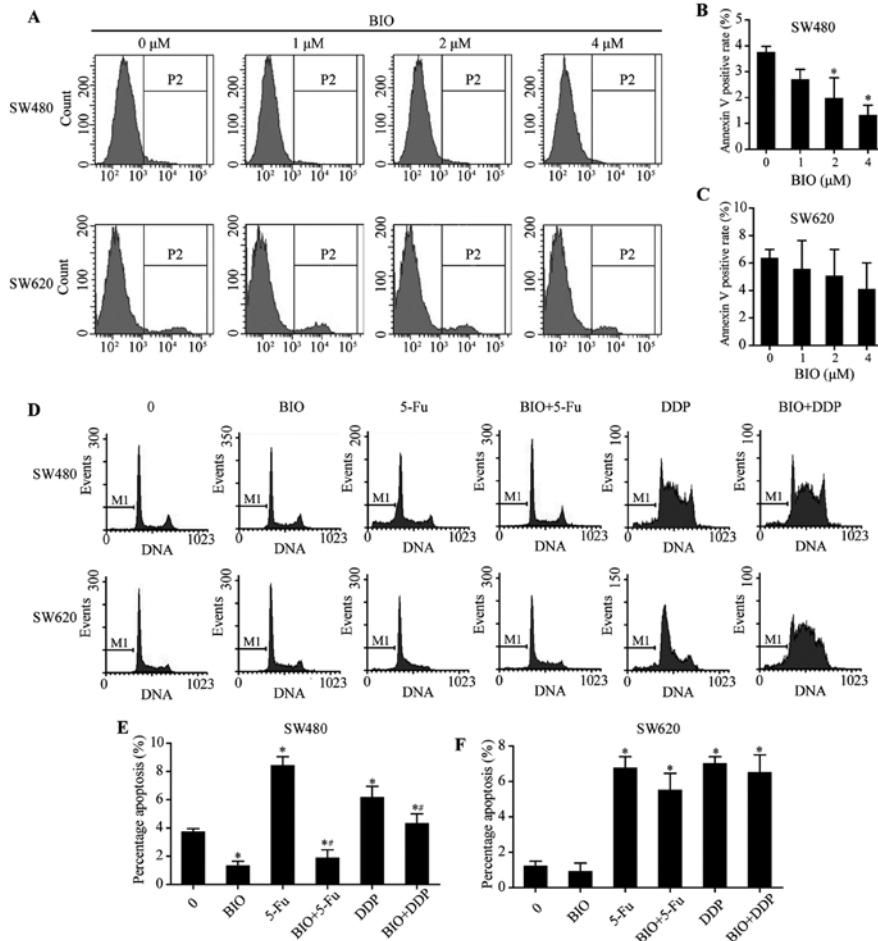 A
BIO
0 μM 1 μM 2 μM 4 μM
SW480
Count
0 100 200
P2 P2 P2 P2
10² 10³ 10⁴ 10⁵ 10² 10³ 10⁴ 10⁵ 10² 10³ 10⁴ 10⁵ 10² 10³ 10⁴ 10⁵
SW620
Count
0 100 200
P2 P2 P2 P2
10² 10³ 10⁴ 10⁵ 10² 10³ 10⁴ 10⁵ 10² 10³ 10⁴ 10⁵ 10² 10³ 10⁴ 10⁵
B
SW480
Annexin V positive rate (%)
5
4
3
2
1
0
* *
0 1 2 4
BIO (μM)
C
SW620
Annexin V positive rate (%)
10
8
6
4
2
0
0 1 2 4
BIO (μM)
D
0 BIO 5-Fu BIO+5-Fu DDP BIO+DDP
SW480
Events Events Events Events Events Events
300 350 200 300 100 100
M1 M1 M1 M1 M1 M1
0 1023 0 1023 0 1023 0 1023 0 1023 0 1023
DNA DNA DNA DNA DNA DNA
SW620
Events Events Events Events Events Events
300 300 300 300 150 100
M1 M1 M1 M1 M1 M1
0 1023 0 1023 0 1023 0 1023 0 1023 0 1023
DNA DNA DNA DNA DNA DNA
E
SW480
Percentage apoptosis (%)
10
8
6
4
2
0
* * *# * *#
0 BIO 5-Fu BIO+5-Fu DDP BIO+DDP
F
SW620
Percentage apoptosis (%)
8
6
4
2
0
* * * *
0 BIO 5-Fu BIO+5-Fu DDP BIO+DDP